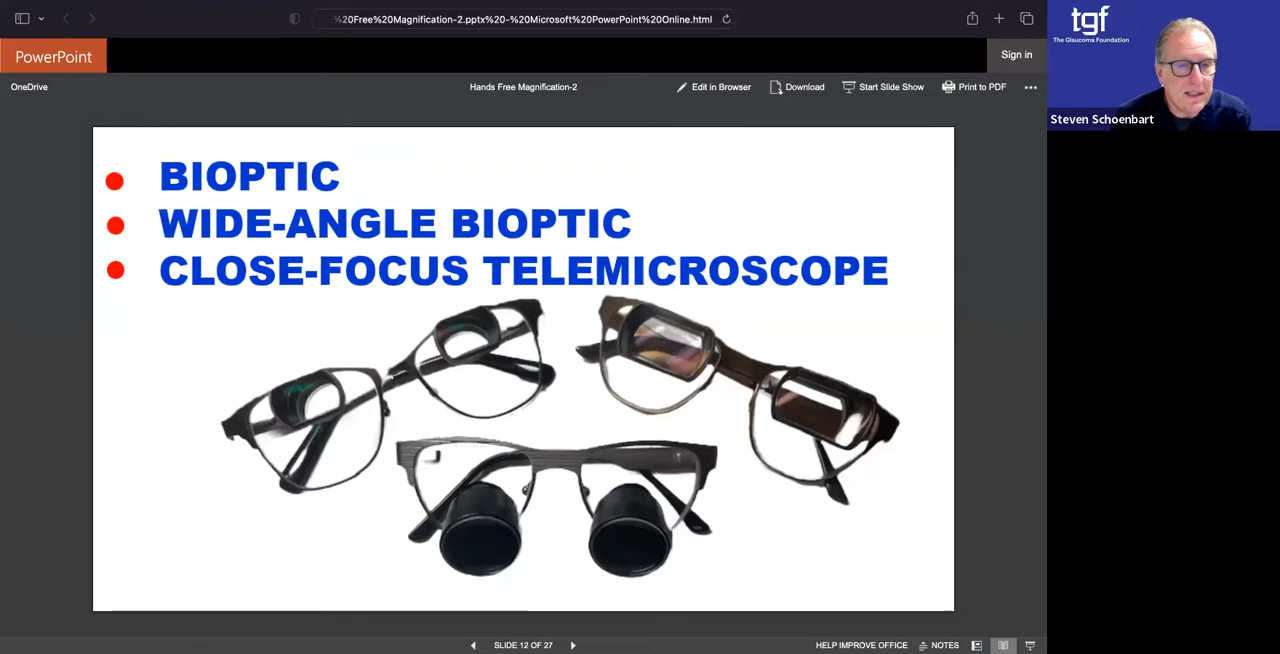 %20Free%20Magnification-2.pptx%20-%20Microsoft%20PowerPoint%20Online.html
tgf
The Glaucoma Foundation
PowerPoint
Sign in
OneDrive
Hands Free Magnification-2
Edit in Browser
Download
Start Slide Show
Print to PDF
Steven Schoenbart
BIOPTIC
WIDE-ANGLE BIOPTIC
CLOSE-FOCUS TELEMICROSCOPE
SLIDE 12 OF 27
HELP IMPROVE OFFICE
NOTES